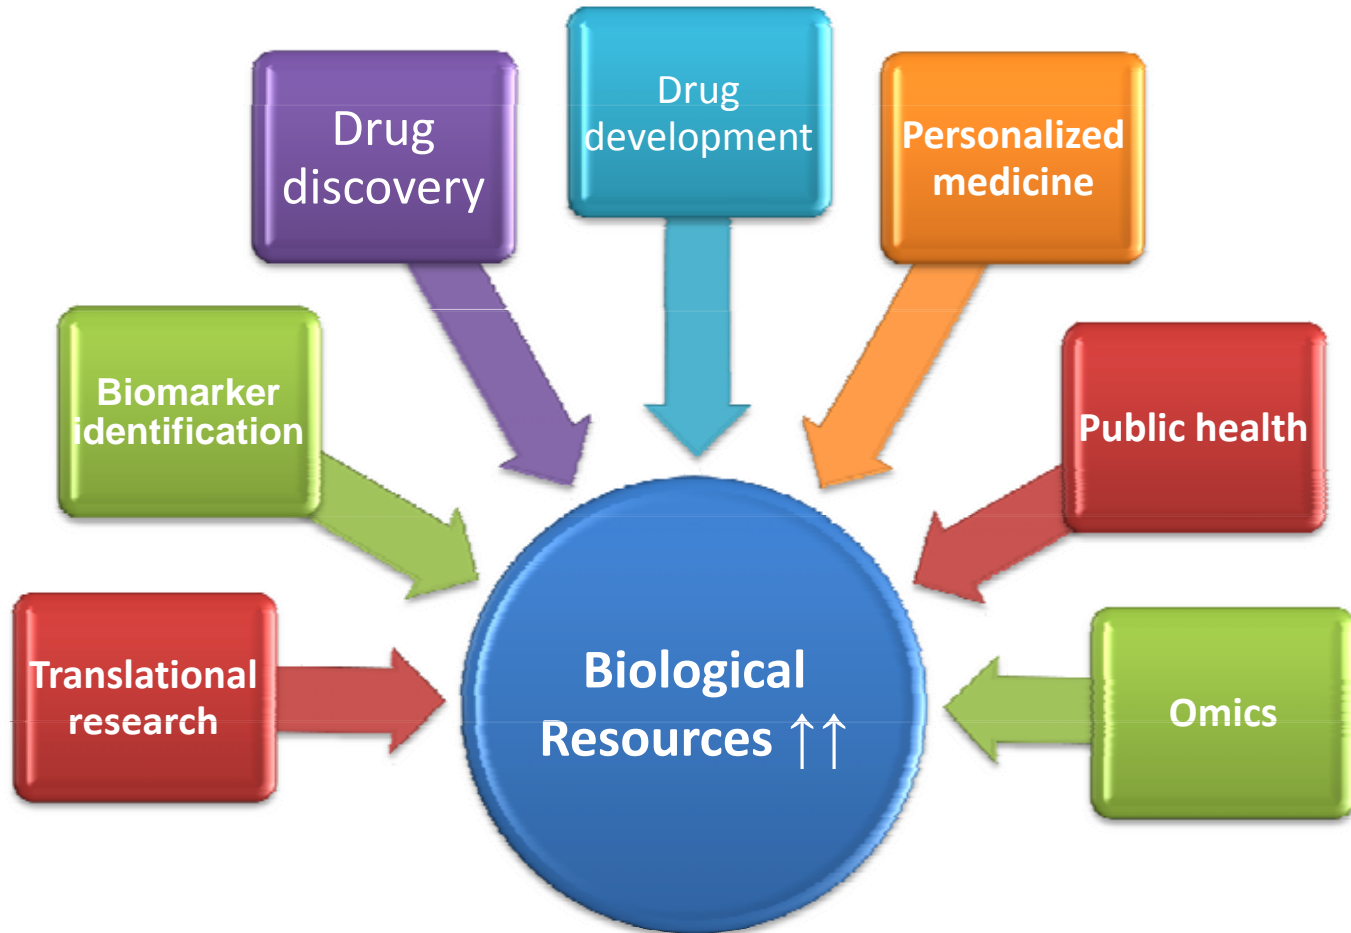 Drug
discovery
Drug
development
Personalized
medicine
Biomarker
identification
Public health
Translational
research
Biological
Resources ↑↑
Omics